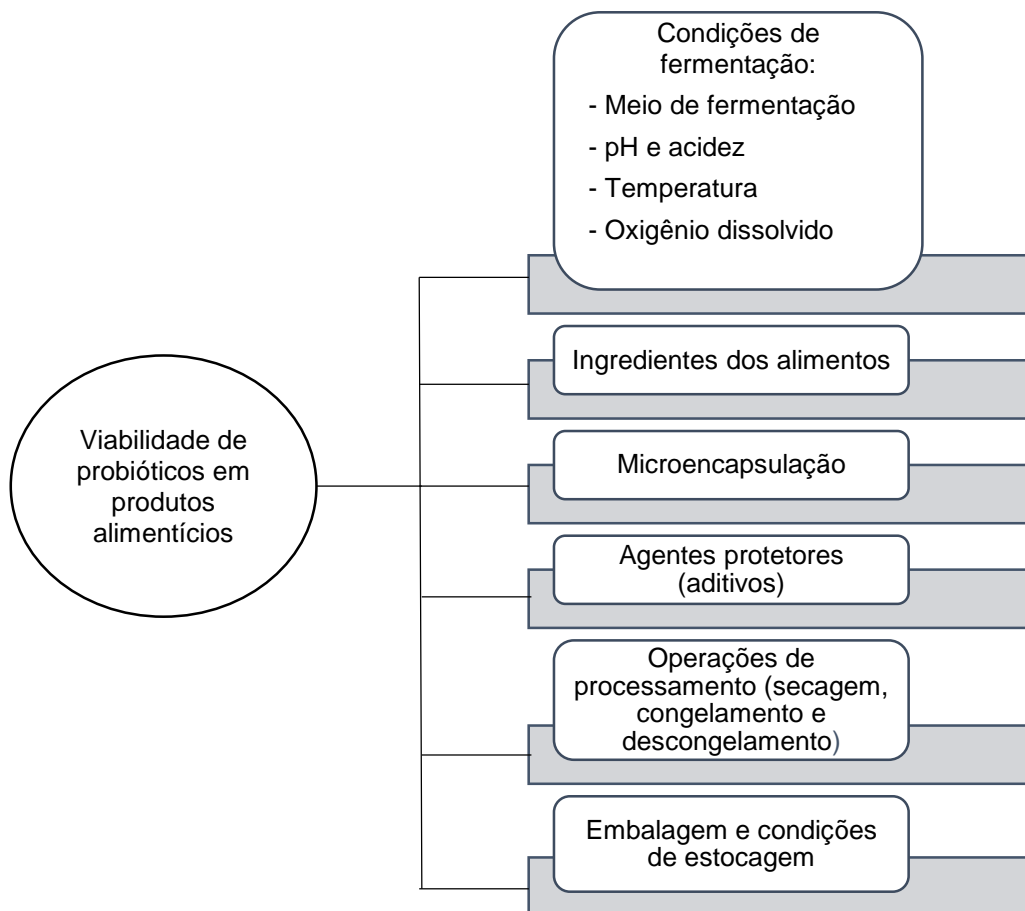 Condições de
fermentação:
- Meio de fermentação
- pH e acidez
- Temperatura
- Oxigênio dissolvido
Ingredientes dos alimentos
Viabilidade de
probióticos em
produtos
alimentícios
Microencapsulação
Agentes protetores
(aditivos)
Operações de
processamento (secagem,
congelamento e
descongelamento)
Embalagem e condições
de estocagem